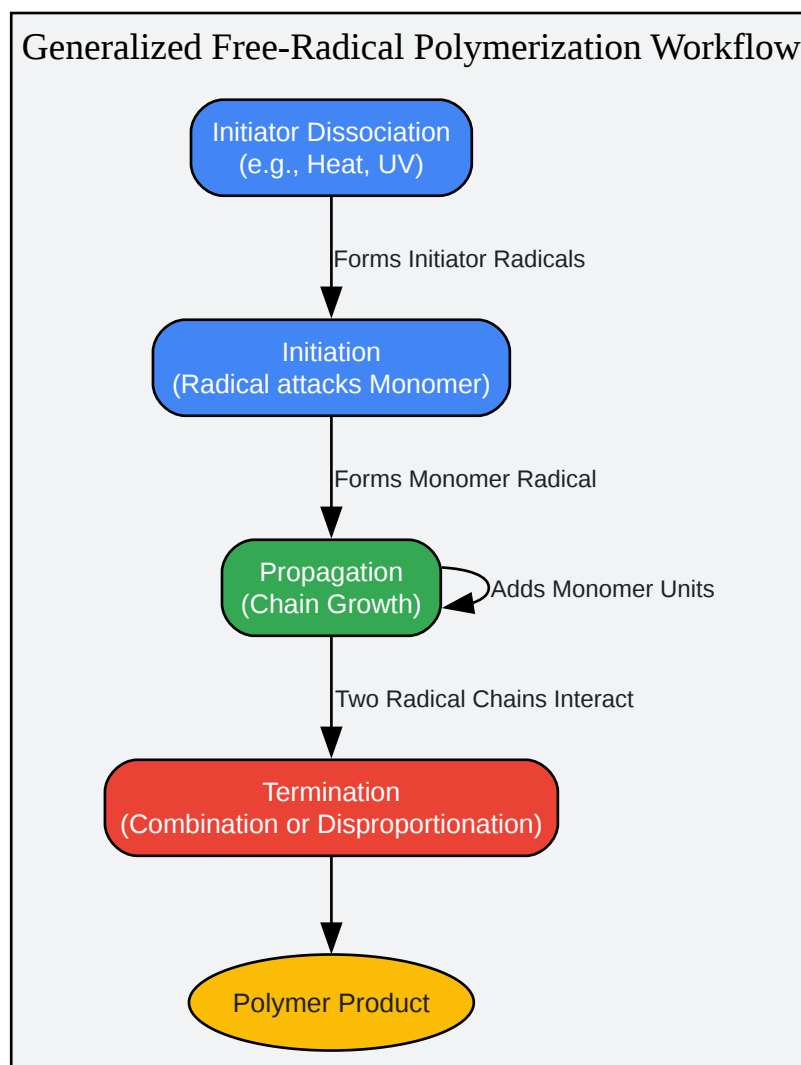 Generalized Free-Radical Polymerization Workflow
Initiator Dissociation
(e.g., Heat, UV)
Forms Initiator Radicals
Initiation
(Radical attacks Monomer)
Forms Monomer Radical
Propagation
(Chain Growth)
Adds Monomer Units
Two Radical Chains Interact
Termination
(Combination or Disproportionation)
Polymer Product